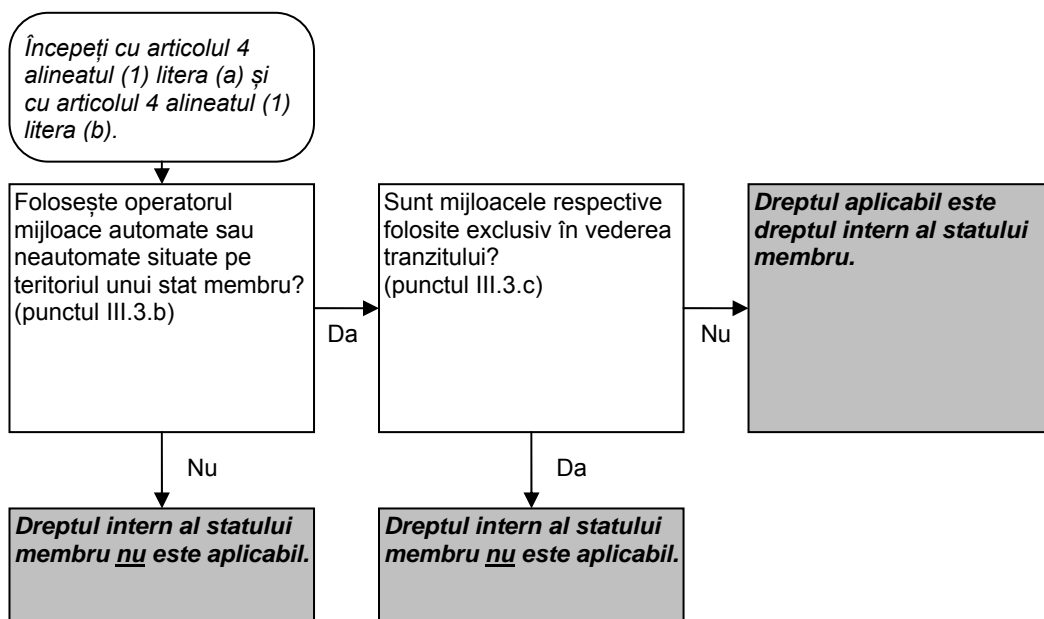 Începeți cu articolul 4
alineatul (1) litera (a) și
cu articolul 4 alineatul (1)
litera (b).
Folosește operatorul
mijloace automate sau
neautomate situate pe
teritoriul unui stat membru?
(punctul III.3.b)
Da
Sunt mijloacele respective
folosite exclusiv în vederea
tranzitului?
(punctul III.3.c)
Nu
Dreptul aplicabil este
dreptul intern al statului
membru.
Nu
Da
Dreptul intern al statului
membru nu este aplicabil.
Dreptul intern al statului
membru nu este aplicabil.